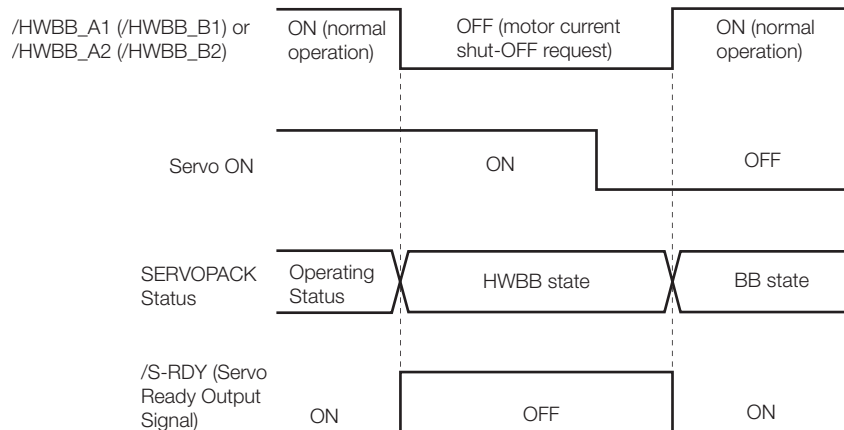 /HWBB_A1 (/HWBB_B1) or
/HWBB_A2 (/HWBB_B2)
ON (normal
operation)
OFF (motor current
shut-OFF request)
ON (normal
operation)
Servo ON
ON
OFF
SERVOPACK
Status
Operating
Status
HWBB state
BB state
/S-RDY (Servo
Ready Output
Signal)
ON
OFF
ON